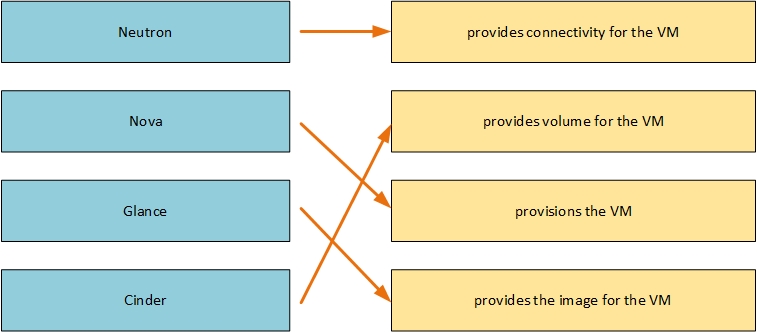 Neutron
provides connectivity for the VM
Nova
provides volume for the VM
Glance
provisions the VM
Cinder
provides the image for the VM